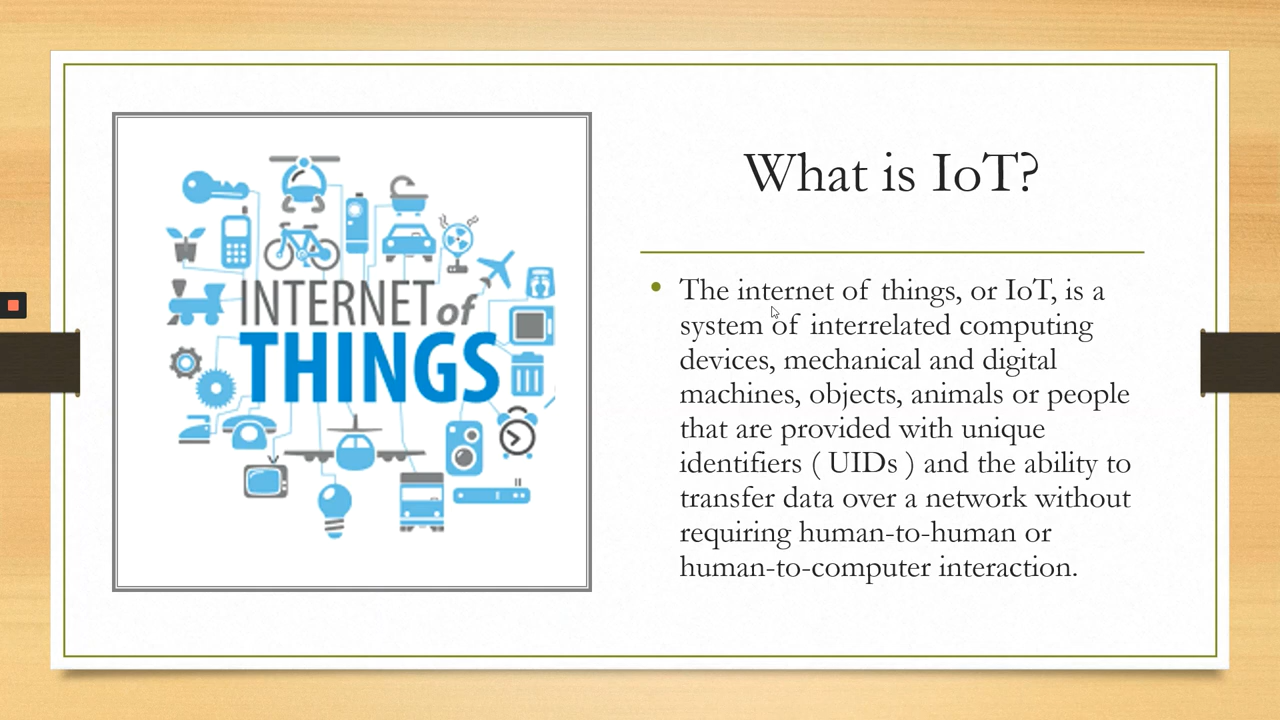 INTERNET of
THINGS
What is IoT?
• The internet of things, or IoT, is a
system of interrelated computing
devices, mechanical and digital
machines, objects, animals or people
that are provided with unique
identifiers ( UIDs ) and the ability to
transfer data over a network without
requiring human-to-human or
human-to-computer interaction.